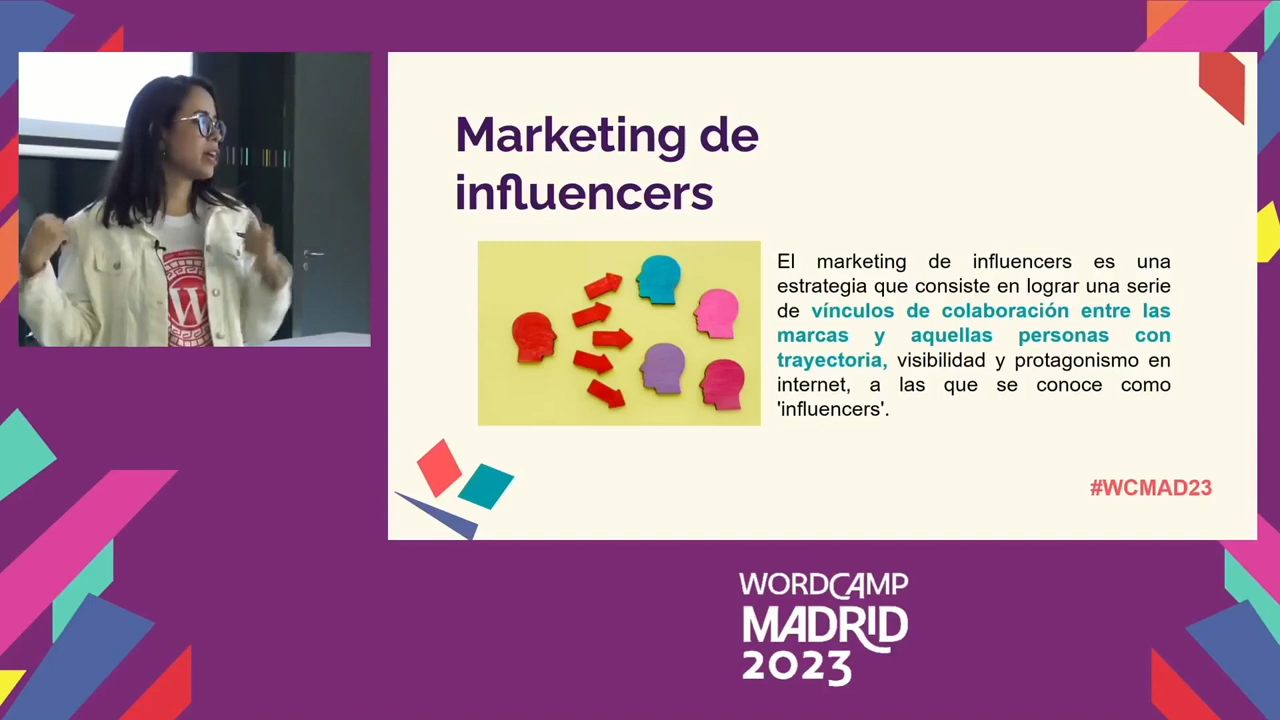 Marketing de
influencers
El marketing de influencers es una
estrategia que consiste en lograr una serie
de vínculos de colaboración entre las
marcas y aquellas personas con
trayectoria, visibilidad y protagonismo en
internet, a las que se conoce como
'influencers'.
#WCMAD23
WORDCAMP
MADRID
2023